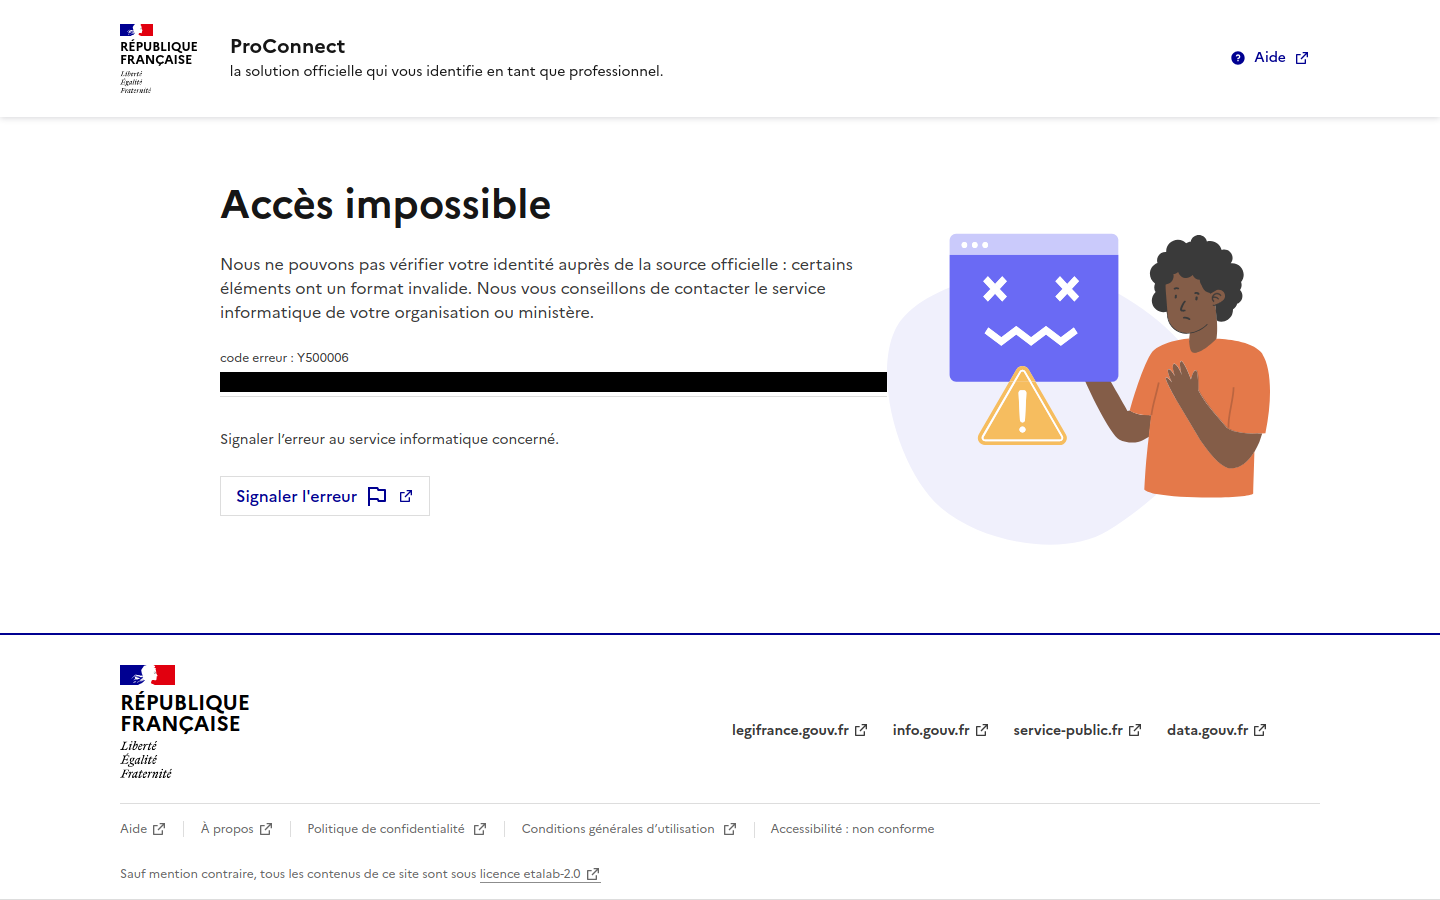 RÉPUBLIQUE
FRANÇAISE
Liberté
Égalité
Fraternité
ProConnect
la solution officielle qui vous identifie en tant que professionnel.
Aide
Accès impossible
Nous ne pouvons pas vérifier votre identité auprès de la source officielle : certains
éléments ont un format invalide. Nous vous conseillons de contacter le service
informatique de votre organisation ou ministère.
code erreur : Y500006
Signaler l’erreur au service informatique concerné.
Signaler l'erreur
RÉPUBLIQUE
FRANÇAISE
Liberté
Égalité
Fraternité
legifrance.gouv.fr info.gouv.fr service-public.fr data.gouv.fr
Aide À propos Politique de confidentialité Conditions générales d’utilisation Accessibilité : non conforme
Sauf mention contraire, tous les contenus de ce site sont sous licence etalab-2.0